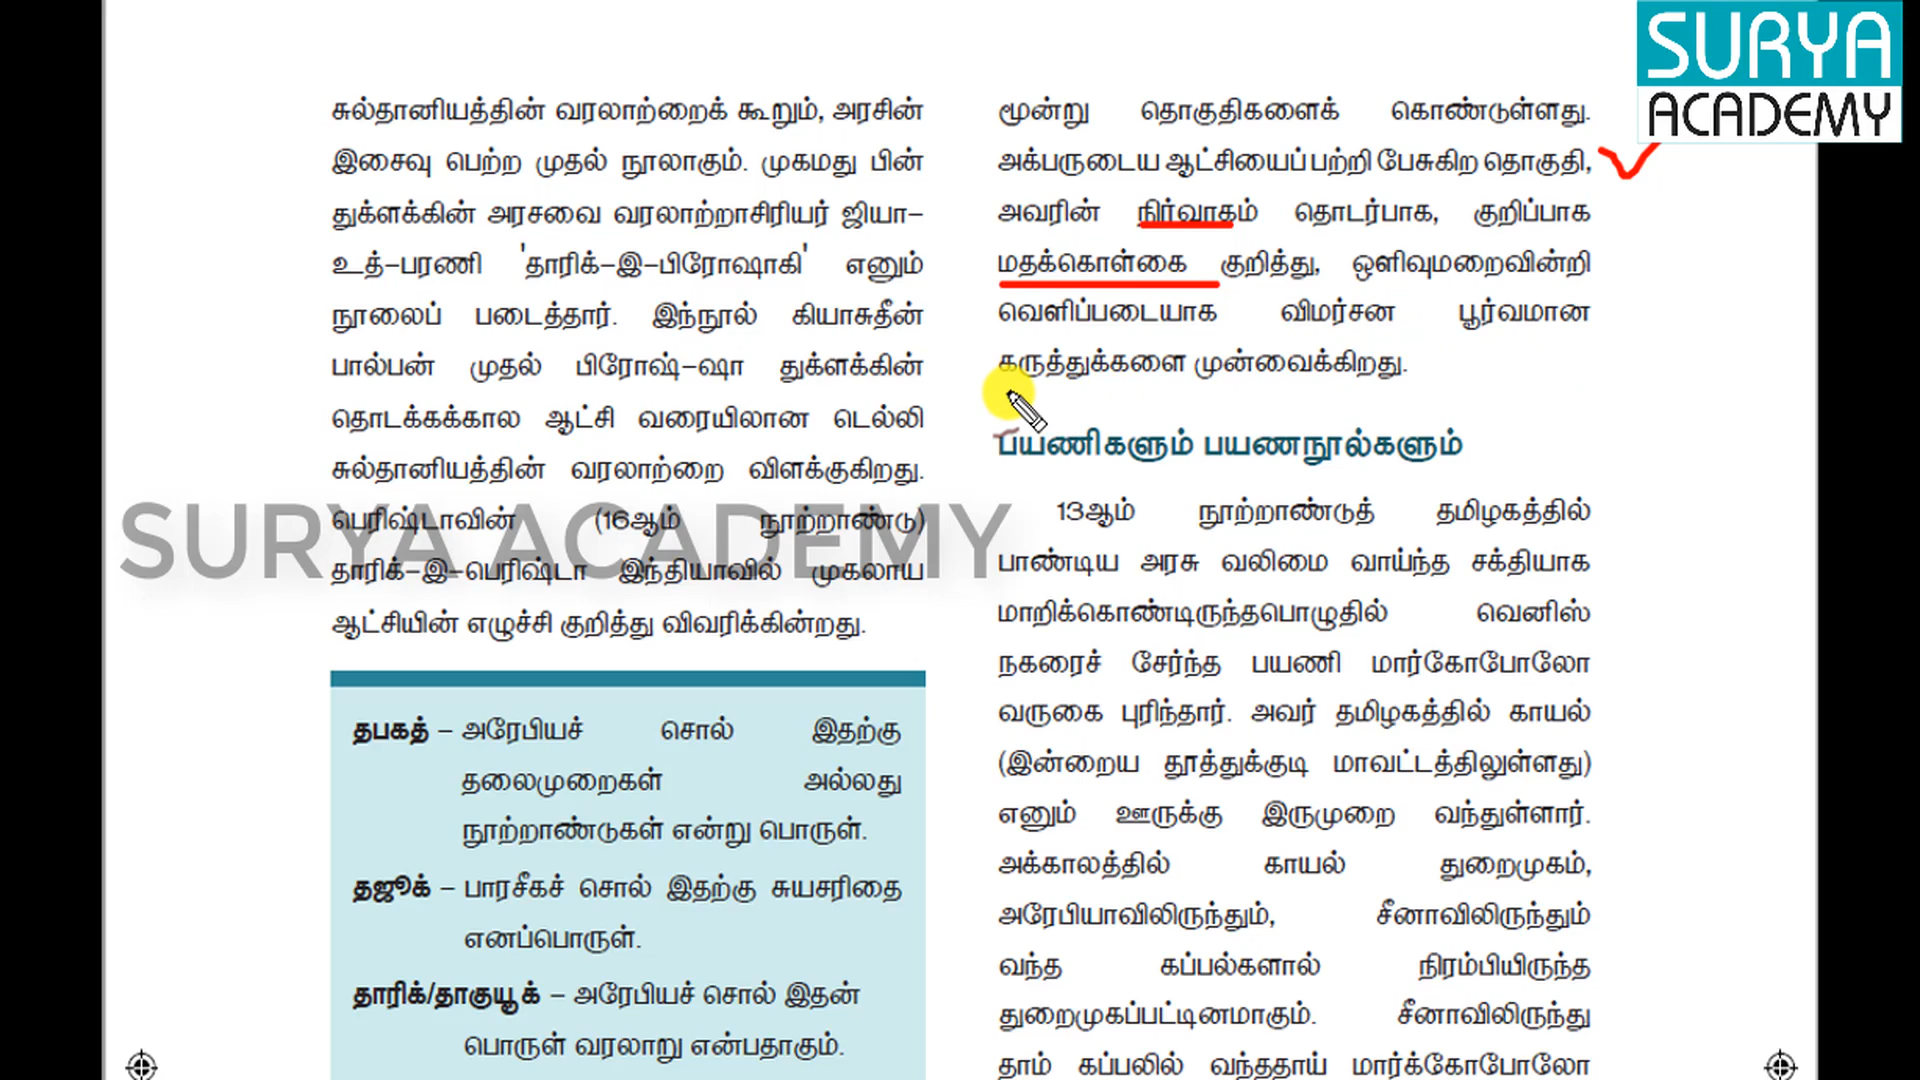 SURYA
ACADEMY
சுல்தானியத்தின் வரலாற்றைக் கூறும், அரசின்
இசைவு பெற்ற முதல் நூலாகும். முகமது பின்
துக்ளக்கின் அரசவை வரலாற்றாசிரியர் ஜியா–
உத்–பரணி 'தாரிக்–இ–பிரோஷாகி' எனும்
நூலைப் படைத்தார். இந்நூல் கியாசுதீன்
பால்பன் முதல் பிரோஷ்–ஷா துக்ளக்கின்
தொடக்ககால ஆட்சி வரையிலான டெல்லி
சுல்தானியத்தின் வரலாற்றை விளக்குகிறது.
பெரிஷ்டாவின் (16ஆம் நூற்றாண்டு)
தாரிக்–இ–பெரிஷ்டா இந்தியாவில் முகலாய
ஆட்சியின் எழுச்சி குறித்து விவரிக்கின்றது.
SURYA ACADEMY
தபகத் – அரேபியச் சொல் இதற்கு
தலைமுறைகள் அல்லது
நூற்றாண்டுகள் என்று பொருள்.
தஜூக் – பாரசீகச் சொல் இதற்கு சுயசரிதை
எனப்பொருள்.
தாரிக்/தாகுயூக் – அரேபியச் சொல் இதன்
பொருள் வரலாறு என்பதாகும்.
மூன்று தொகுதிகளைக் கொண்டுள்ளது.
அக்பருடைய ஆட்சியைப்பற்றி பேசுகிற தொகுதி,
அவரின் நிர்வாகம் தொடர்பாக, குறிப்பாக
மதக்கொள்கை குறித்து, ஒளிவுமறைவின்றி
வெளிப்படையாக விமர்சன பூர்வமான
கருத்துக்களை முன்வைக்கிறது.
பயணிகளும் பயணநூல்களும்
13ஆம் நூற்றாண்டுத் தமிழகத்தில்
பாண்டிய அரசு வலிமை வாய்ந்த சக்தியாக
மாறிக்கொண்டிருந்தபொழுதில் வெனிஸ்
நகரைச் சேர்ந்த பயணி மார்கோபோலோ
வருகை புரிந்தார். அவர் தமிழகத்தில் காயல்
(இன்றைய தூத்துக்குடி மாவட்டத்திலுள்ளது)
எனும் ஊருக்கு இருமுறை வந்துள்ளார்.
அக்காலத்தில் காயல் துறைமுகம்,
அரேபியாவிலிருந்தும், சீனாவிலிருந்தும்
வந்த கப்பல்களால் நிரம்பியிருந்த
துறைமுகப்பட்டினமாகும். சீனாவிலிருந்து
தாம் கப்பலில் வந்ததாய் மார்க்கோபோலோ